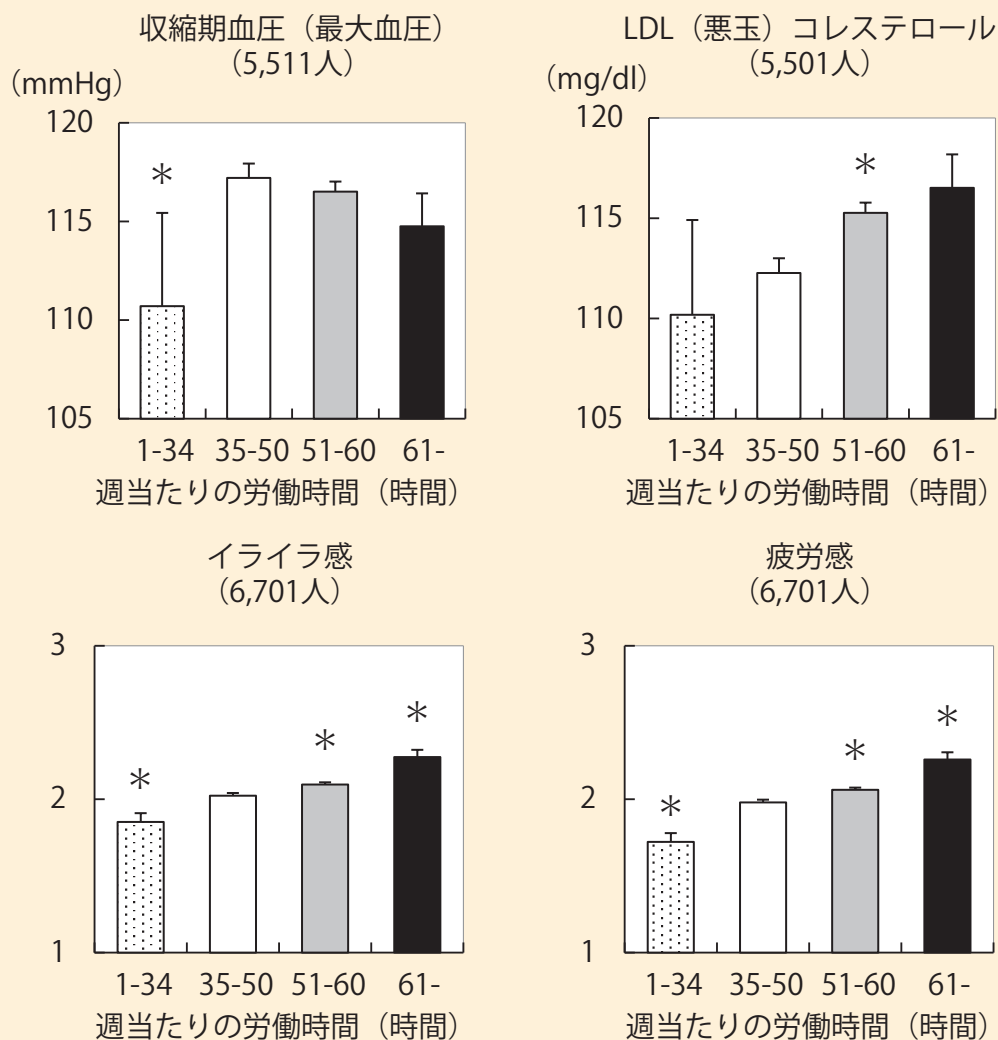 収縮期血圧（最大血圧）
（5,511人）
（mmHg）
120
115
110
105
＊
1-34 35-50 51-60 61-
週当たりの労働時間（時間）
LDL（悪玉）コレステロール
（5,501人）
（mg/dl）
120
115
110
105
＊
1-34 35-50 51-60 61-
週当たりの労働時間（時間）
イライラ感
（6,701人）
3
2
1
＊ ＊ ＊
1-34 35-50 51-60 61-
週当たりの労働時間（時間）
疲労感
（6,701人）
3
2
1
＊ ＊ ＊
1-34 35-50 51-60 61-
週当たりの労働時間（時間）